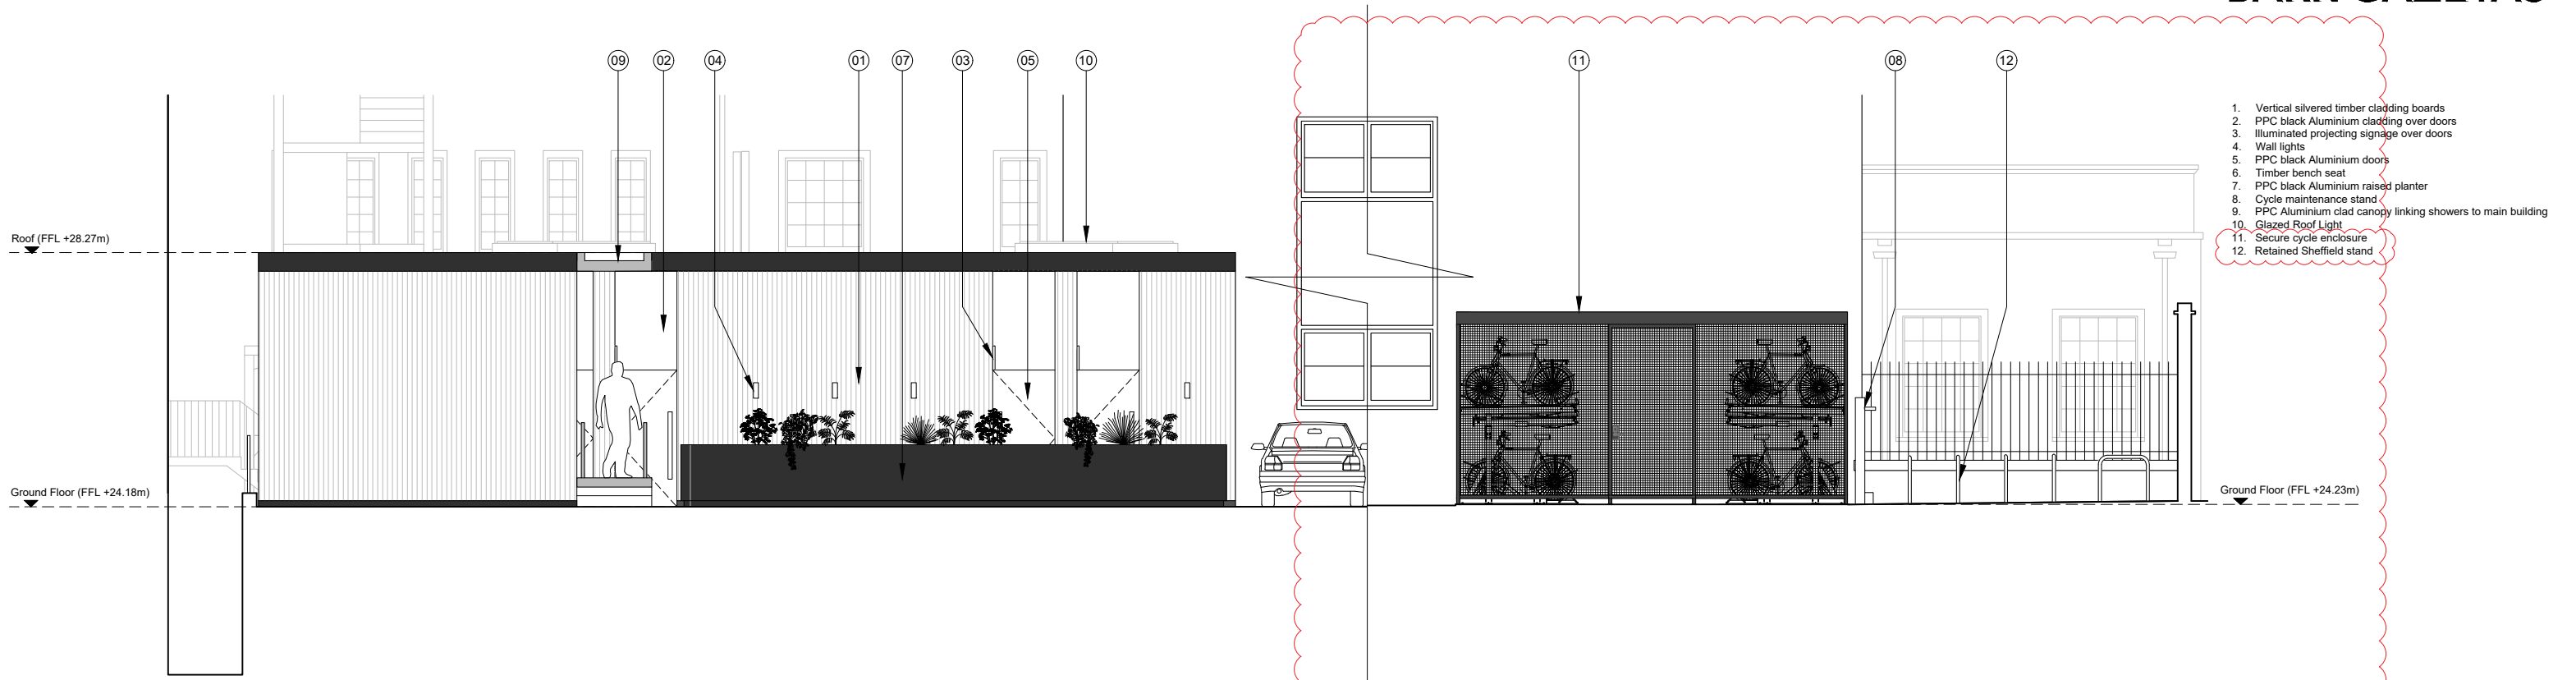 09 02 04 01 07 03 05 10 11 08 12
1. Vertical silvered timber cladding boards
2. PPC black Aluminium cladding over doors
3. Illuminated projecting signage over doors
4. Wall lights
5. PPC black Aluminium doors
6. Timber bench seat
7. PPC black Aluminium raised planter
8. Cycle maintenance stand
9. PPC Aluminium clad canopy linking showers to main building
10. Glazed Roof Light
11. Secure cycle enclosure
12. Retained Sheffield stand
Roof (FFL +28.27m)
Ground Floor (FFL +24.18m)
Ground Floor (FFL +24.23m)